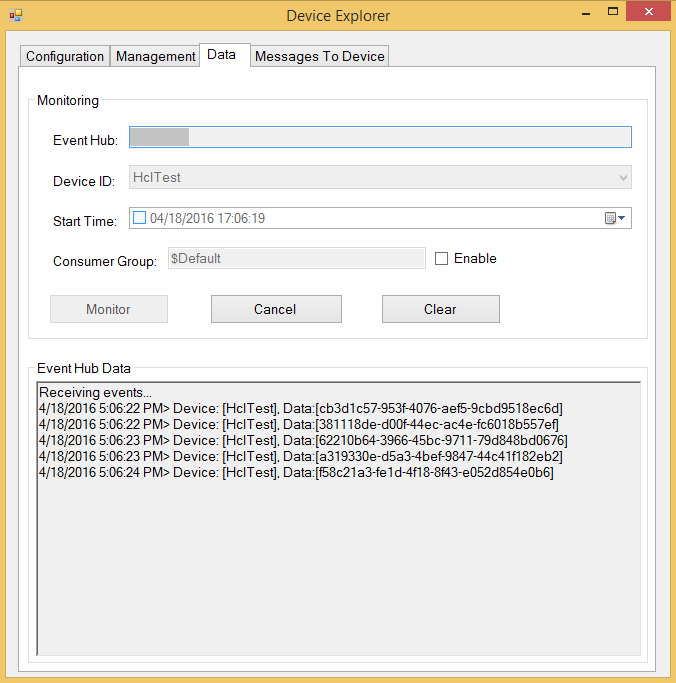 Device Explorer
Configuration Management Data Messages To Device
Monitoring
Event Hub:
Device ID: HclTest
Start Time: 04/18/2016 17:06:19
Consumer Group: $Default Enable
Monitor Cancel Clear
Event Hub Data
Receiving events...
4/18/2016 5:06:22 PM> Device: [HclTest], Data:[cb3d1c57-953f-4076-aef5-9cbd9518ec6d]
4/18/2016 5:06:22 PM> Device: [HclTest], Data:[381118de-d00f-44ec-ac4e-fc6018b557ef]
4/18/2016 5:06:23 PM> Device: [HclTest], Data:[62210b64-3966-45bc-9711-79d848bd0676]
4/18/2016 5:06:23 PM> Device: [HclTest], Data:[a319330e-d5a3-4bef-9847-44c41f182eb2]
4/18/2016 5:06:24 PM> Device: [HclTest], Data:[f58c21a3-fe1d-4f18-8f43-e052d854e0b6]